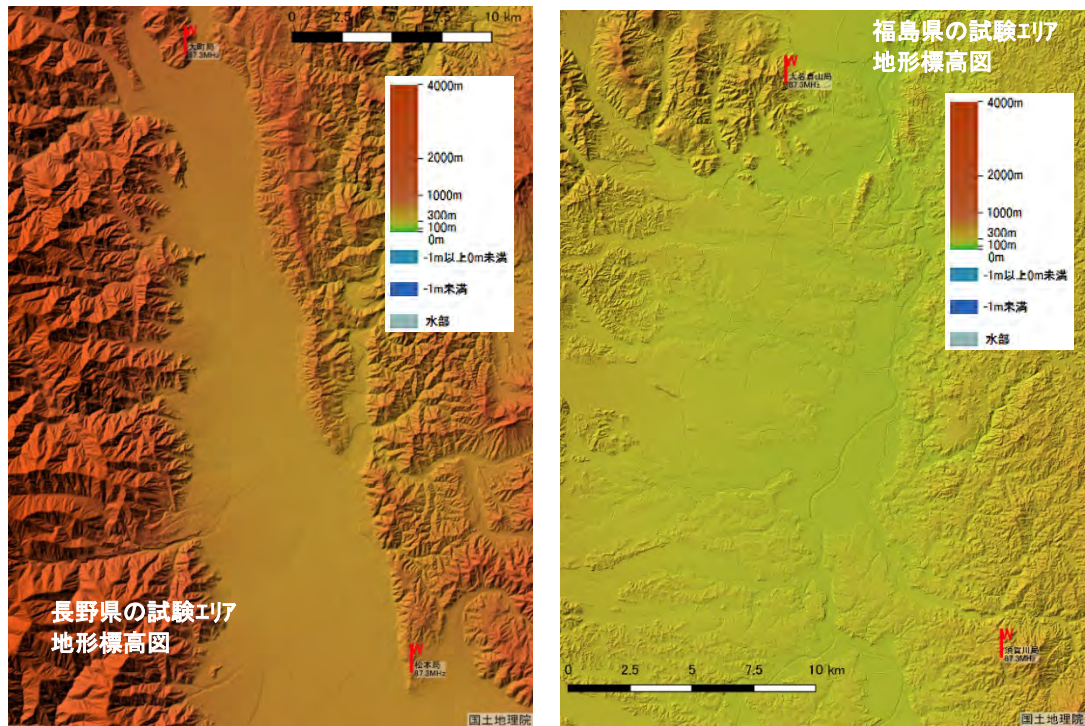 0 2.5 5 7.5 10 km
W
大町局
87.3MHz
4000m
2000m
1000m
300m
100m
0m
-1m以上0m未満
-1m未満
水部
長野県の試験エリア
地形標高図
W
松本局
87.3MHz
国土地理院
福島県の試験エリア
地形標高図
W
87.3MHz
4000m
2000m
1000m
300m
100m
0m
-1m以上0m未満
-1m未満
水部
W
須賀川局
87.3MHz
0 2.5 5 7.5 10 km
国土地理院